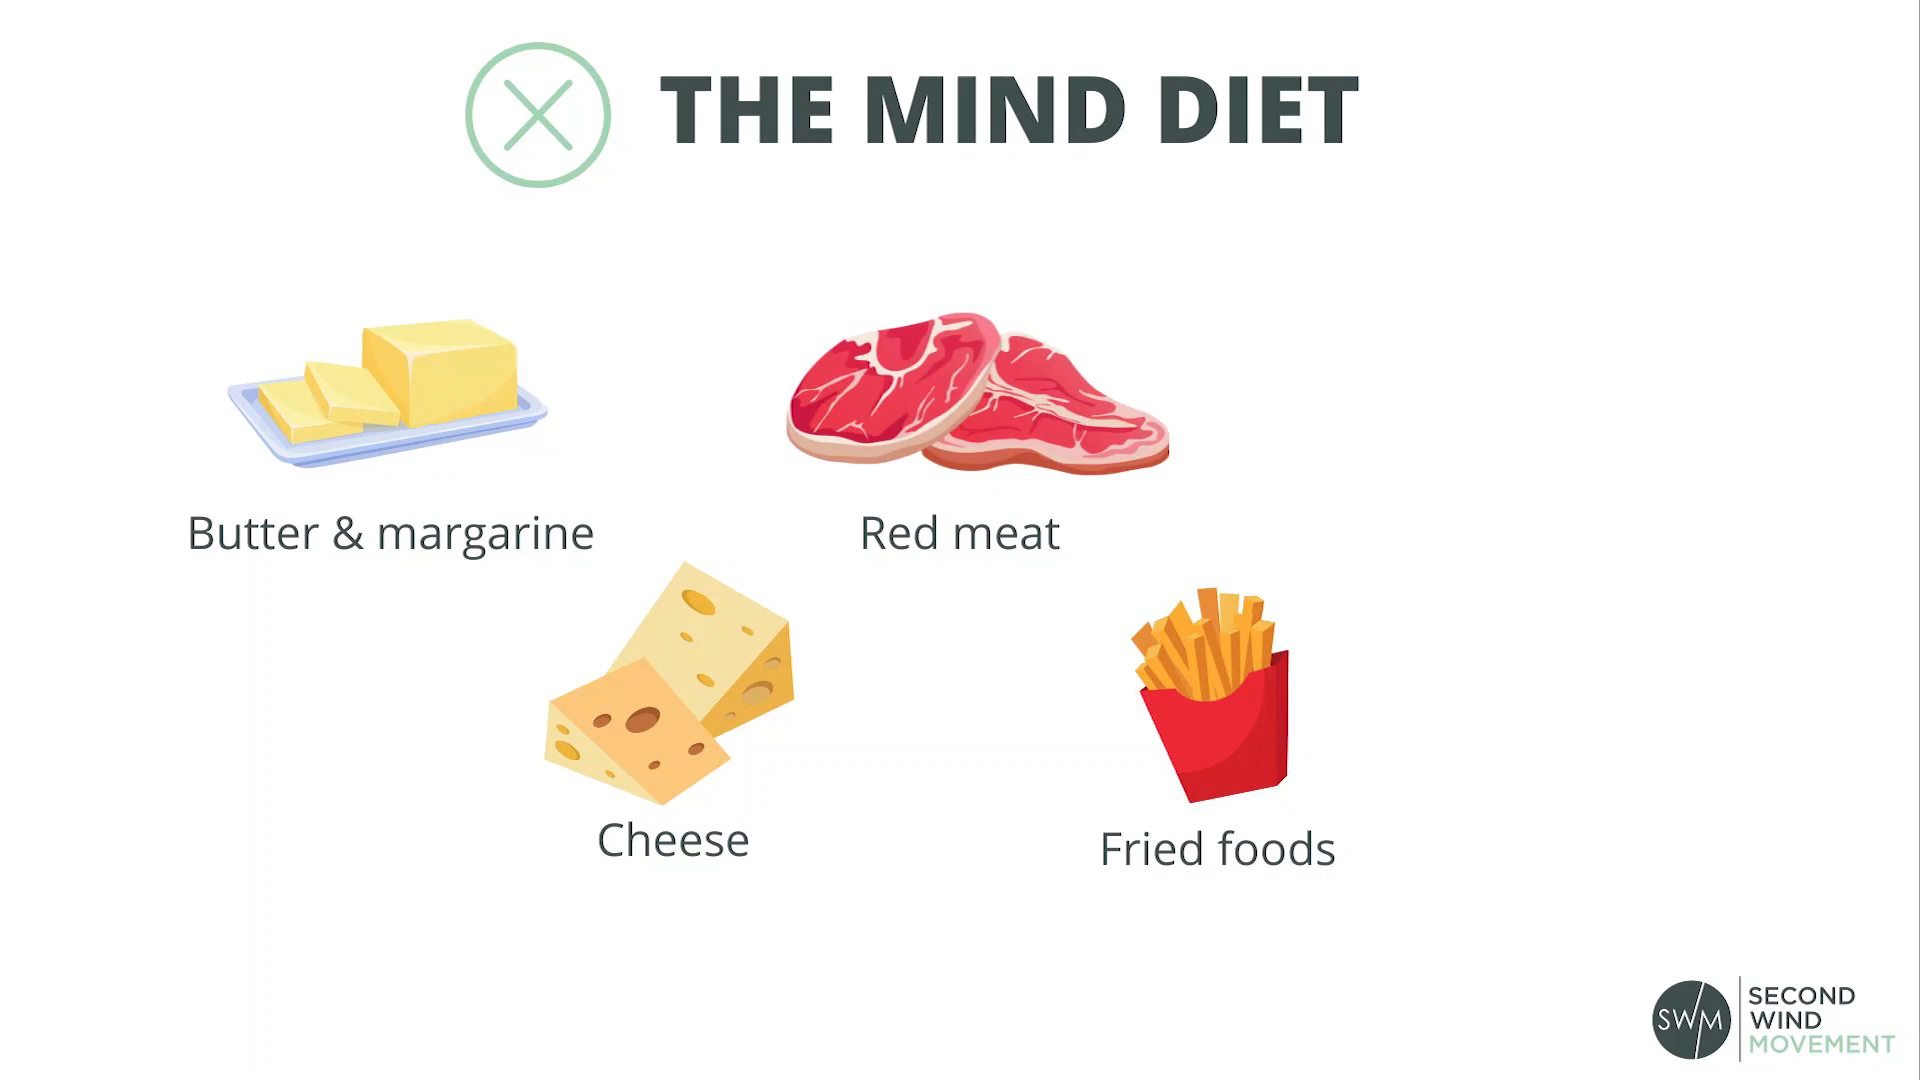 THE MIND DIET
Butter & margarine
Red meat
Cheese
Fried foods
SWM
SECOND
WIND
MOVEMENT